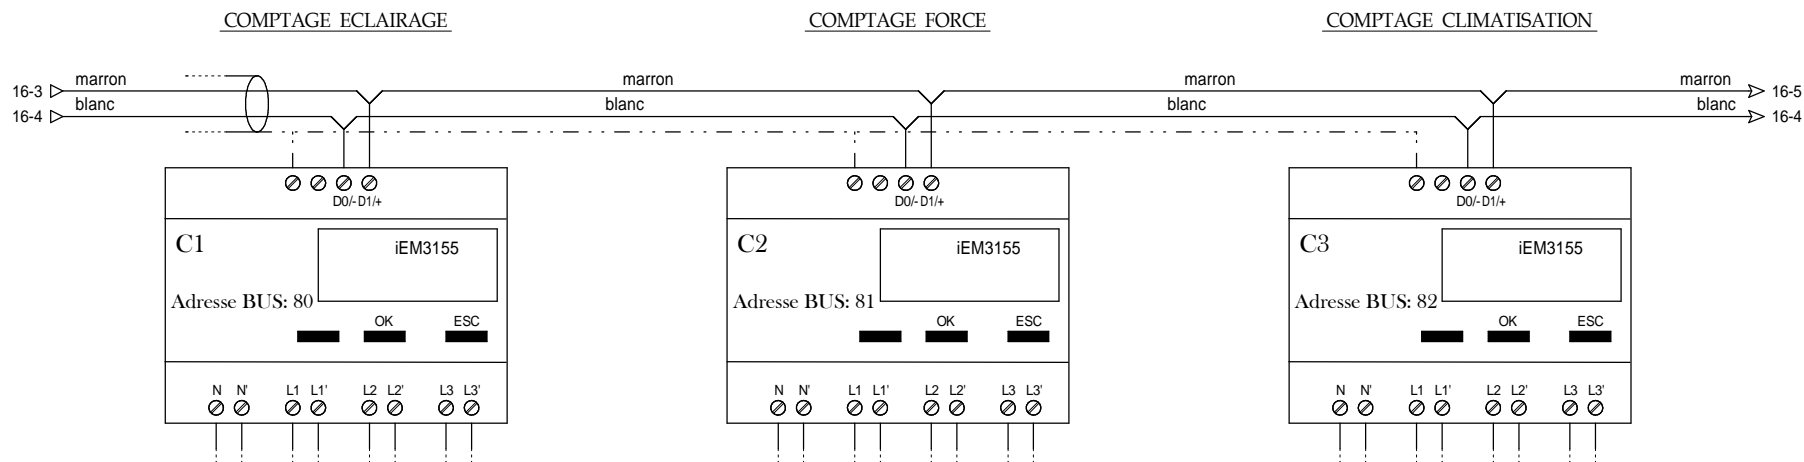 COMPTAGE ECLAIRAGE
COMPTAGE FORCE
COMPTAGE CLIMATISATION
16-3 marron marron marron marron 16-5
16-4 blanc blanc blanc blanc 16-4
D0/- D1/+
D0/- D1/+
D0/- D1/+
C1 iEM3155
Adresse BUS: 80
OK ESC
N N' L1 L1' L2 L2' L3 L3'
C2 iEM3155
Adresse BUS: 81
OK ESC
N N' L1 L1' L2 L2' L3 L3'
C3 iEM3155
Adresse BUS: 82
OK ESC
N N' L1 L1' L2 L2' L3 L3'